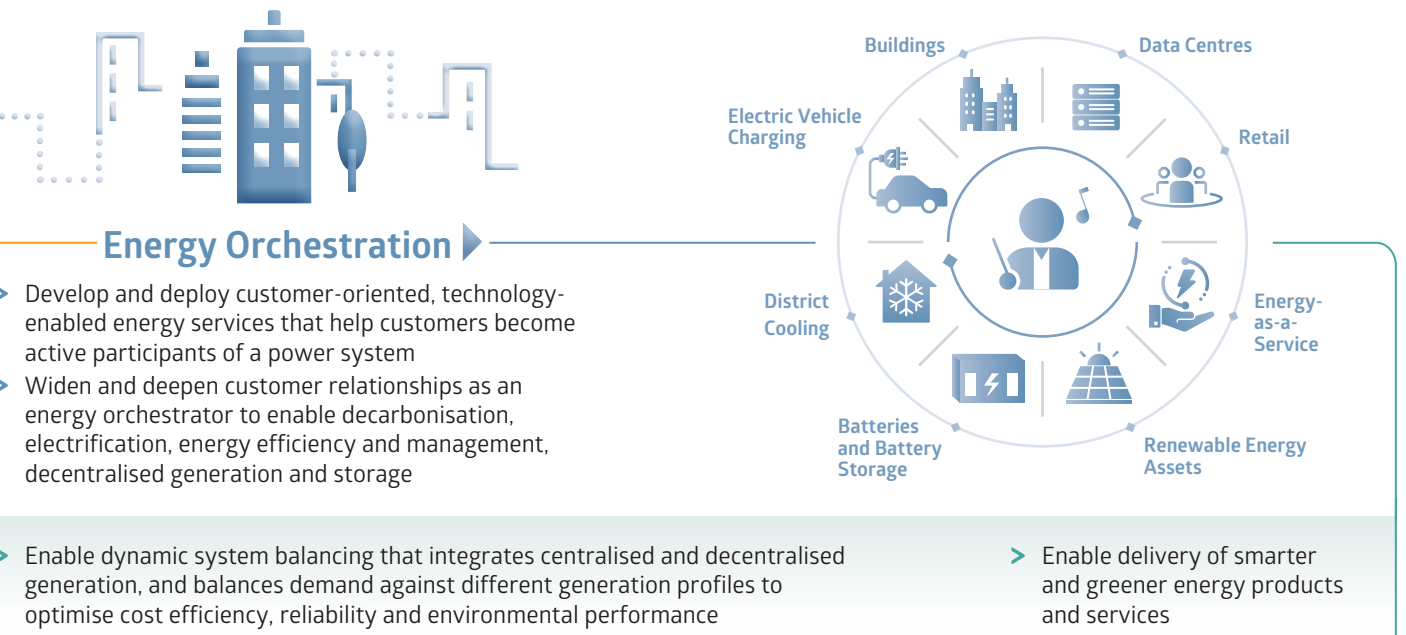 Energy Orchestration
> Develop and deploy customer-oriented, technology-
enabled energy services that help customers become
active participants of a power system
> Widen and deepen customer relationships as an
energy orchestrator to enable decarbonisation,
electrification, energy efficiency and management,
decentralised generation and storage
Buildings
Data Centres
Electric Vehicle
Charging
Retail
District
Cooling
Energy-
as-a-
Service
Batteries
and Battery
Storage
Renewable Energy
Assets
> Enable dynamic system balancing that integrates centralised and decentralised
generation, and balances demand against different generation profiles to
optimise cost efficiency, reliability and environmental performance
> Enable delivery of smarter
and greener energy products
and services